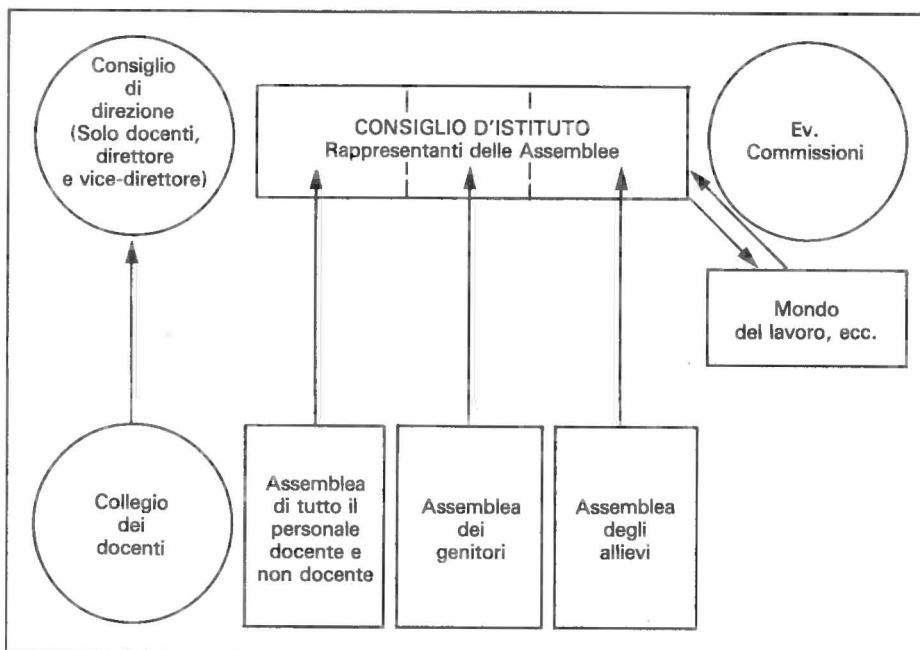 Consiglio
di
direzione
(Solo docenti,
direttore
e vice-direttore)
CONSIGLIO D'ISTITUTO
Rappresentanti delle Assemblee
Ev.
Commissioni
Mondo
del lavoro, ecc.
Collegio
dei
docenti
Assemblea
di tutto il
personale
docente e
non docente
Assemblea
dei
genitori
Assemblea
degli
allievi